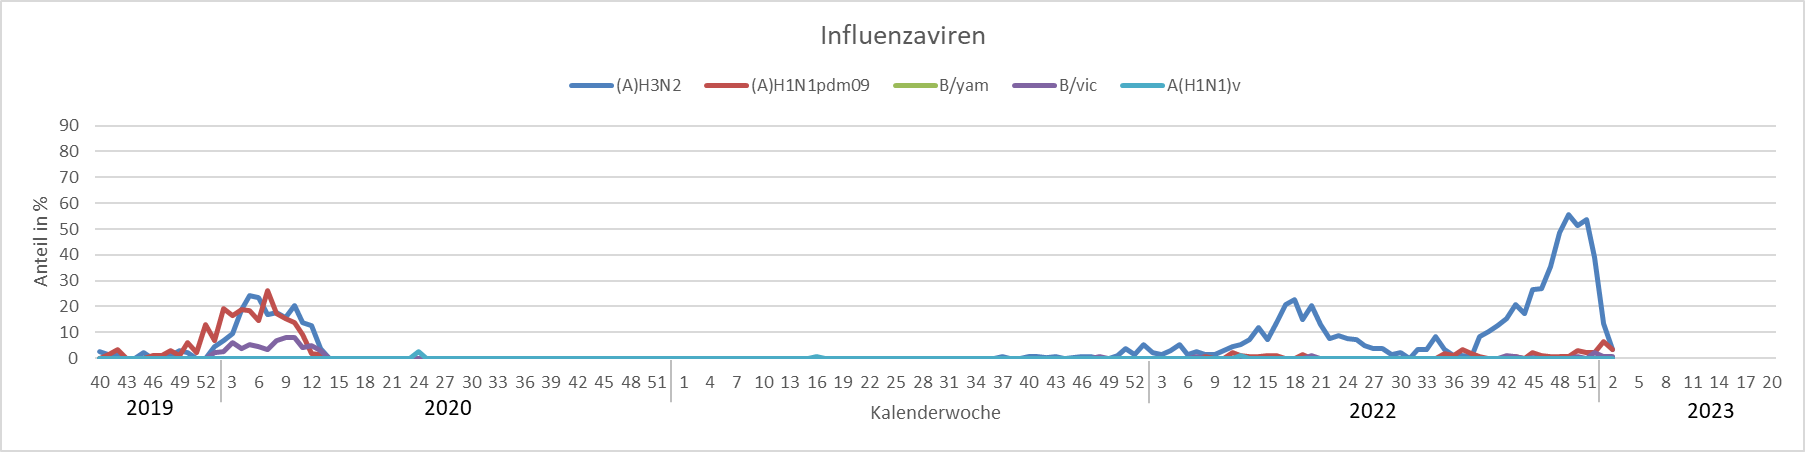 Influenzaviren
(A)H3N2 (A)H1N1pdm09 B/yam B/vic A(H1N1)v
Anteil in %
90
80
70
60
50
40
30
20
10
0
40 43 46 49 52 3 6 9 12 15 18 21 24 27 30 33 36 39 42 45 48 51 1 4 7 10 13 16 19 22 25 28 31 34 37 40 43 46 49 52 3 6 9 12 15 18 21 24 27 30 33 36 39 42 45 48 51 2 5 8 11 14 17 20
2019 2020 Kalenderwoche 2022 2023